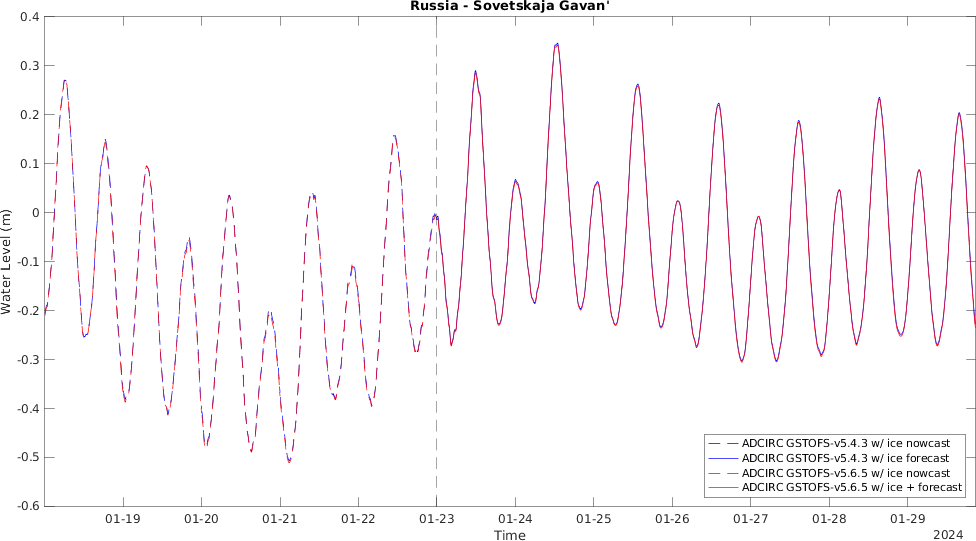 Russia - Sovetskaja Gavan'
0.4
0.3
0.2
0.1
0
-0.1
-0.2
-0.3
-0.4
-0.5
-0.6
Water Level (m)
ADCIRC GSTOFS-v5.4.3 w/ ice nowcast
ADCIRC GSTOFS-v5.4.3 w/ ice forecast
ADCIRC GSTOFS-v5.6.5 w/ ice nowcast
ADCIRC GSTOFS-v5.6.5 w/ ice + forecast
01-19 01-20 01-21 01-22 01-23 01-24 01-25 01-26 01-27 01-28 01-29
Time
2024